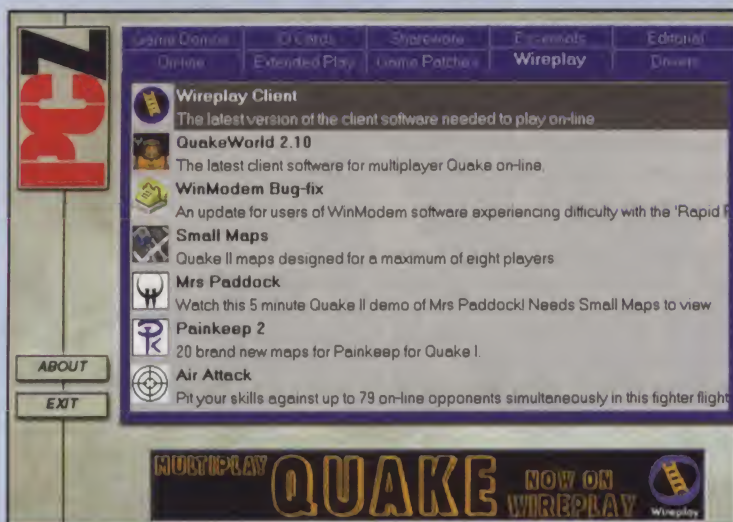 PCZ
Game Demos
CD Cards
Shareware
Essentials
Editorial
On-line
Extended Play
Game Patches
Wireplay
Drivers
Wireplay Client
The latest version of the client software needed to play on-line
QuakeWorld 2.10
The latest client software for multiplayer Quake on-line.
WinModem Bug-fix
An update for users of WinModem software experiencing difficulty with the 'Rapid
Small Maps
Quake II maps designed for a maximum of eight players
Mrs Paddock
Watch this 5 minute Quake II demo of Mrs Paddock! Needs Small Maps to view
Painkeep 2
20 brand new maps for Painkeep for Quake I.
Air Attack
Pit your skills against up to 79 on-line opponents simultaneously in this fighter flight
ABOUT
EXIT
MULTIPLAY QUAKE NOW ON WIREPLAY
Wireplay